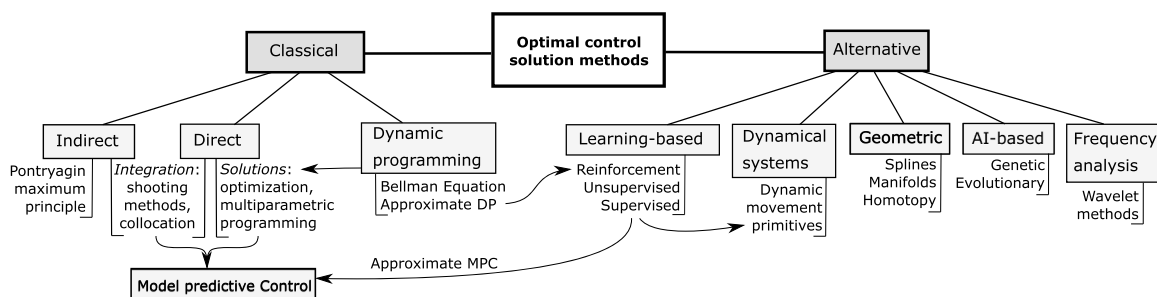 Optimal control
solution methods
Classical
Alternative
Indirect
Pontryagin
maximum
principle
Direct
Integration:
shooting
methods,
collocation
Solutions:
optimization,
multiparametric
programming
Dynamic
programming
Bellman Equation
Approximate DP
Learning-based
Reinforcement
Unsupervised
Supervised
Dynamical
systems
Dynamic
movement
primitives
Geometric
Splines
Manifolds
Homotopy
AI-based
Genetic
Evolutionary
Frequency
analysis
Wavelet
methods
Approximate MPC
Model predictive Control